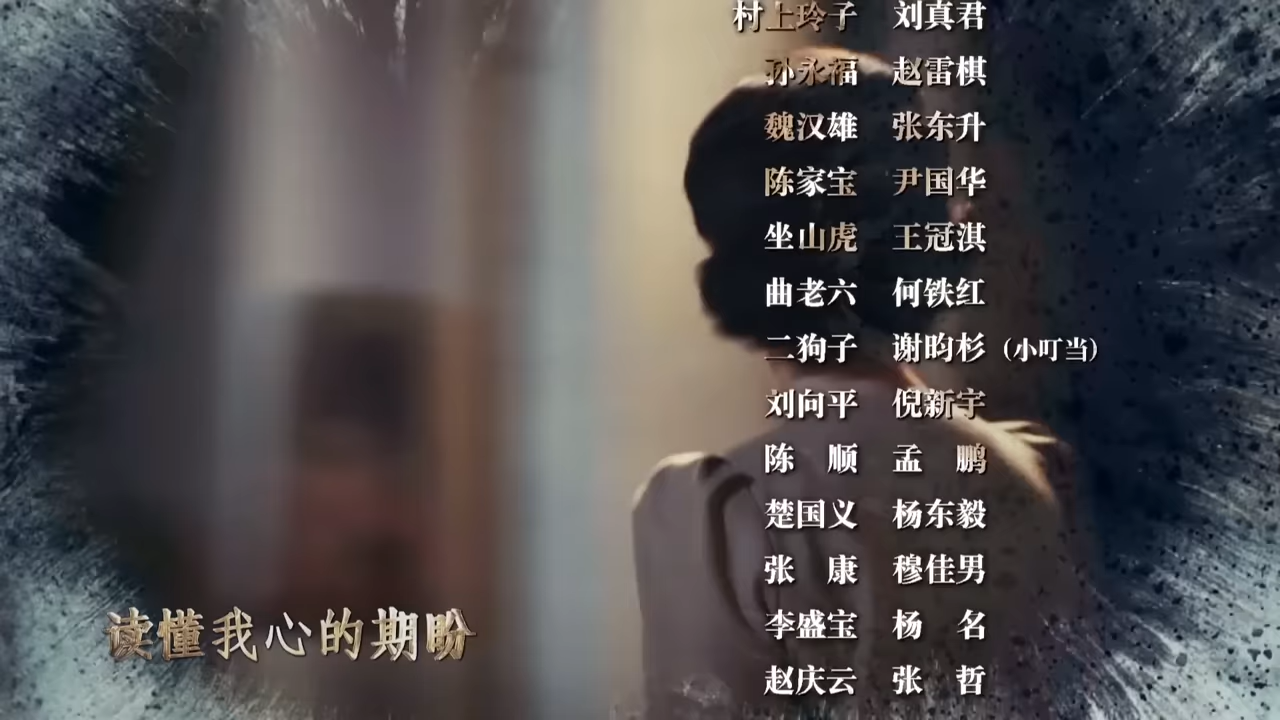 村上玲子 刘真君
孙永福 赵雷棋
魏汉雄 张东升
陈家宝 尹国华
坐山虎 王冠淇
曲老六 何铁红
二狗子 谢昀杉（小叮当）
刘向平 倪新宇
陈 顺 孟 鹏
楚国义 杨东毅
张 康 穆佳男
李盛宝 杨 名
赵庆云 张 哲
读懂我心的期盼